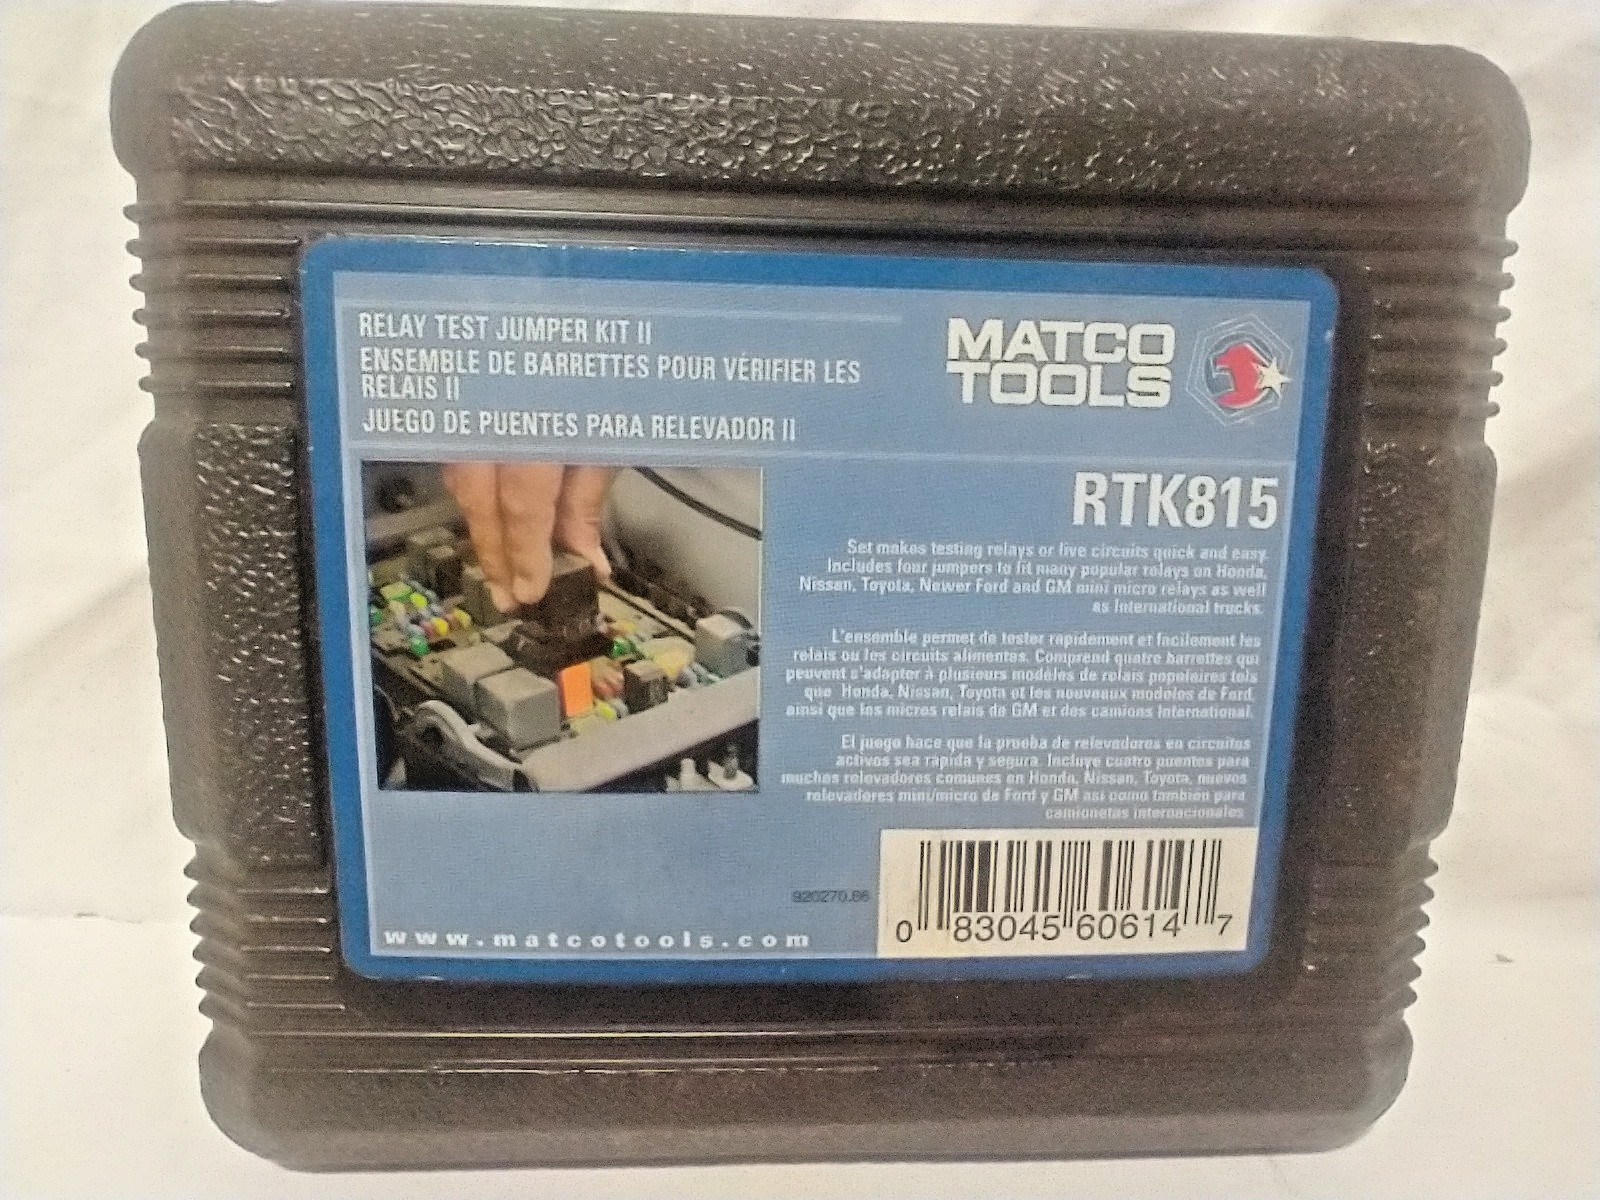 RELAY TEST JUMPER KIT II
ENSEMBLE DE BARRETTES POUR VÉRIFIER LES
RELAIS II
JUEGO DE PUENTES PARA RELEVADOR II
MATCO
TOOLS
RTK815
Set makes testing relays or live circuits quick and easy.
Includes four jumpers to fit many popular relays on Honda,
Nissan, Toyota, Newer Ford and GM mini micro relays as well
as International trucks.
L'ensemble permet de tester rapidement et facilement les
relais ou les circuits alimentes. Comprend quatre barrettes qui
peuvent s'adapter à plusieurs modèles de relais populaires tels
que Honda, Nissan, Toyota et les nouveaux modèles de Ford,
ainsi que les micros relais de GM et des camions International.
El juego hace que la prueba de relevadores en circuitos
activos sea rápida y segura. Incluye cuatro puentes para
muchos relevadores comunes en Honda, Nissan, Toyota, nuevos
relevadores mini/micro de Ford y GM así como también para
camionetas internacionales
920270.66
0 83045 60614 7
www.matcotools.com